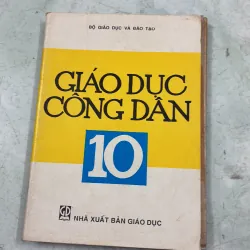 BỘ GIÁO DỤC VÀ ĐÀO TẠO
GIÁO DỤC
CÔNG DÂN
10
NHÀ XUẤT BẢN GIÁO DỤC